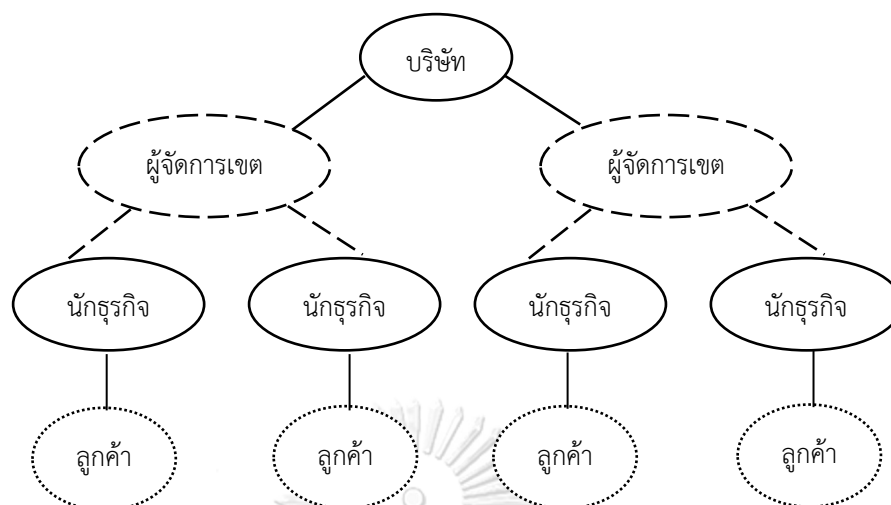 บริษัท
ผู้จัดการเขต ผู้จัดการเขต
นักธุรกิจ นักธุรกิจ นักธุรกิจ นักธุรกิจ
ลูกค้า ลูกค้า ลูกค้า ลูกค้า